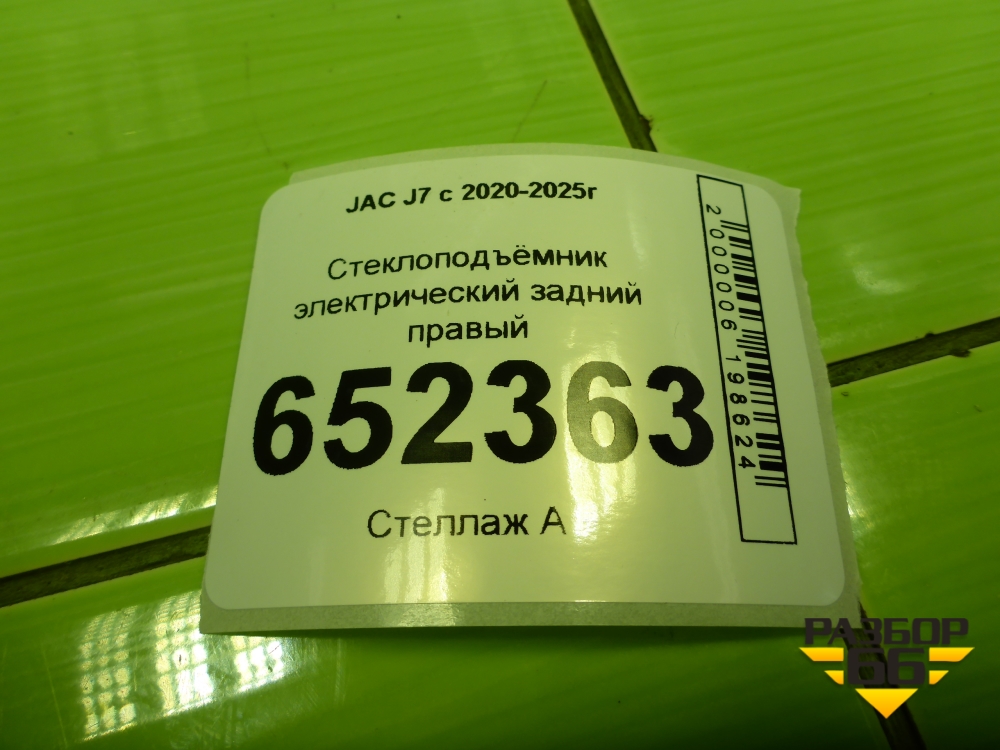 JAC J7 с 2020-2025г
Стеклоподъёмник
электрический задний
правый
652363
Стеллаж А
2000006198624
РАЗБОР
66